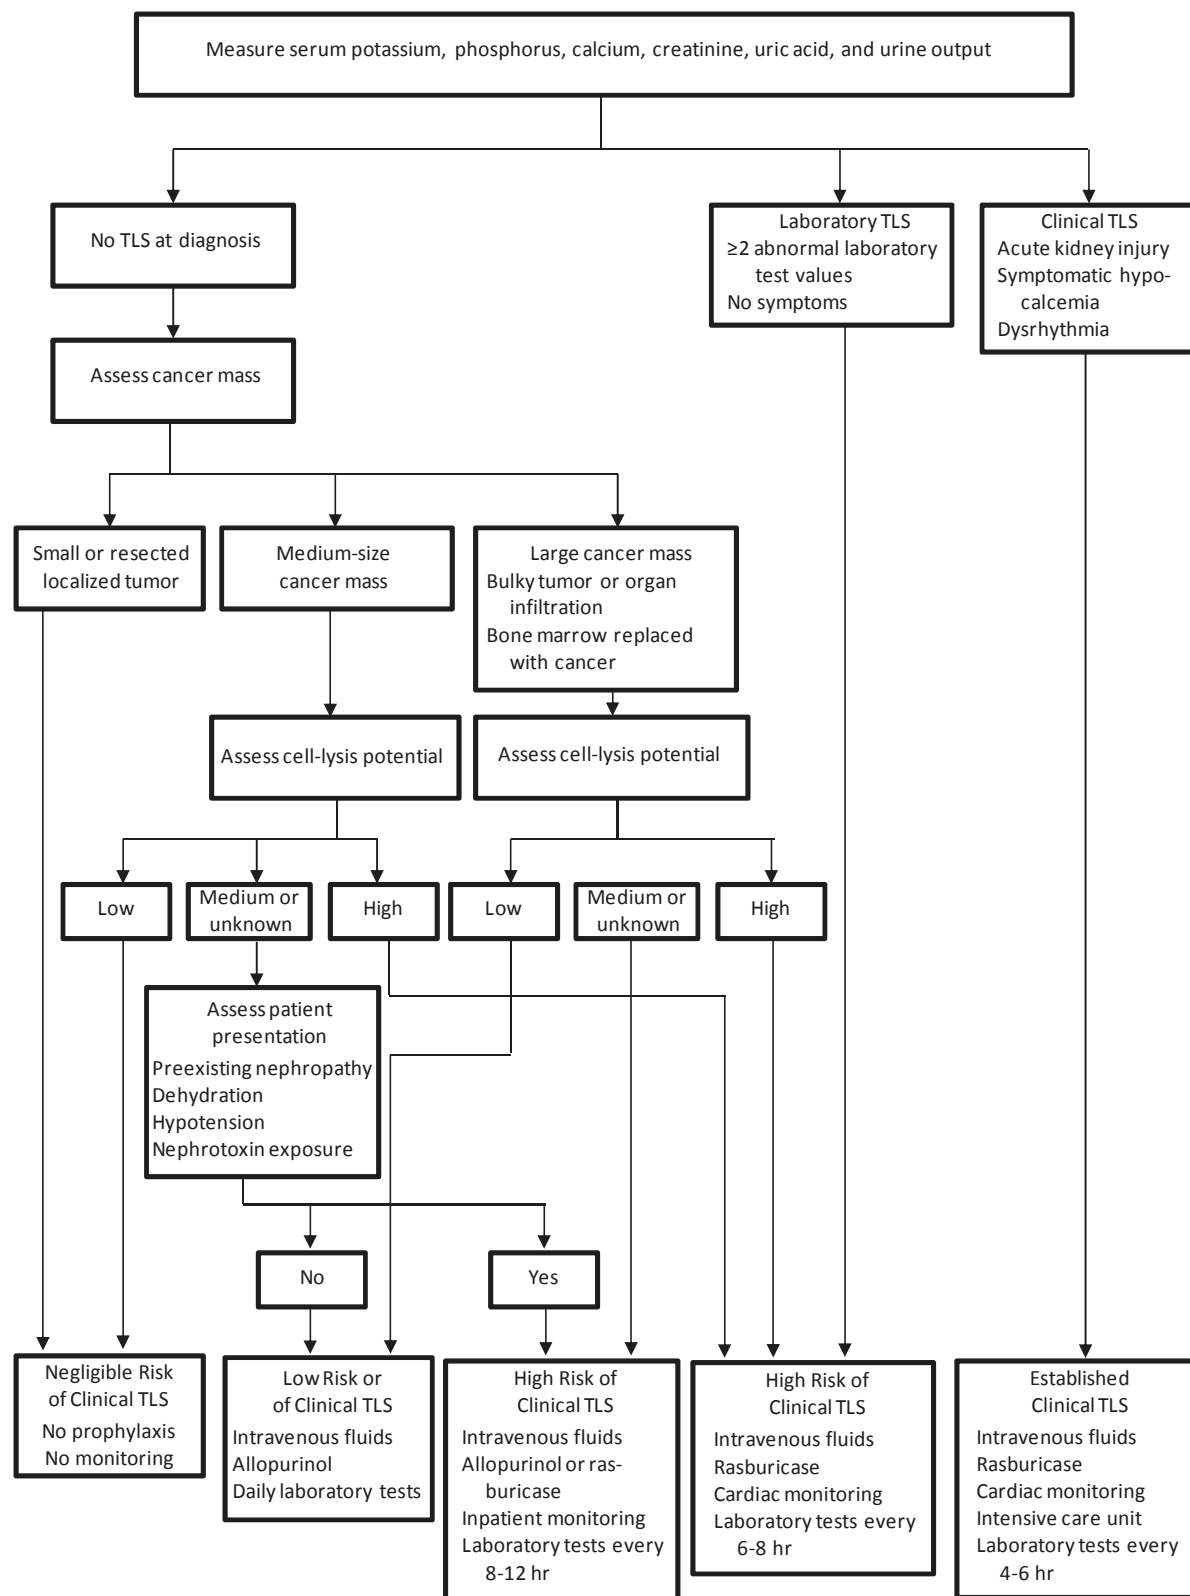 Measure serum potassium, phosphorus, calcium, creatinine, uric acid, and urine output
No TLS at diagnosis
Laboratory TLS
≥2 abnormal laboratory
test values
No symptoms
Clinical TLS
Acute kidney injury
Symptomatic hypo-
calcemia
Dysrhythmia
Assess cancer mass
Small or resected
localized tumor
Medium-size
cancer mass
Large cancer mass
Bulky tumor or organ
infiltration
Bone marrow replaced
with cancer
Assess cell-lysis potential
Assess cell-lysis potential
Low
Medium or
unknown
High
Low
Medium or
unknown
High
Assess patient
presentation
Preexisting nephropathy
Dehydration
Hypotension
Nephrotoxin exposure
No
Yes
Negligible Risk
of Clinical TLS
No prophylaxis
No monitoring
Low Risk or
of Clinical TLS
Intravenous fluids
Allopurinol
Daily laboratory tests
High Risk of
Clinical TLS
Intravenous fluids
Allopurinol or ras-
buricase
Inpatient monitoring
Laboratory tests every
8-12 hr
High Risk of
Clinical TLS
Intravenous fluids
Rasburicase
Cardiac monitoring
Laboratory tests every
6-8 hr
Established
Clinical TLS
Intravenous fluids
Rasburicase
Cardiac monitoring
Intensive care unit
Laboratory tests every
4-6 hr